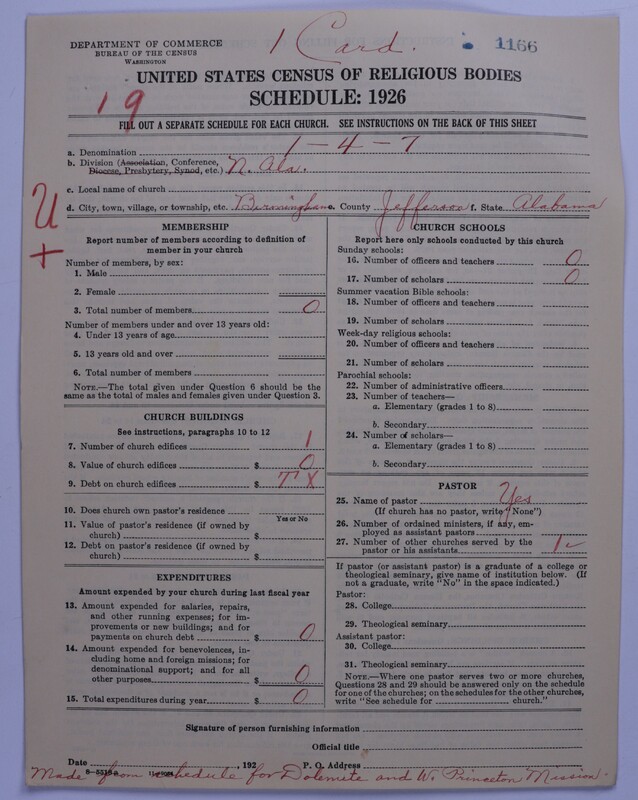 DEPARTMENT OF COMMERCE
BUREAU OF THE CENSUS
WASHINGTON
1 Card.
1166
UNITED STATES CENSUS OF RELIGIOUS BODIES
SCHEDULE: 1926
19
FILL OUT A SEPARATE SCHEDULE FOR EACH CHURCH. SEE INSTRUCTIONS ON THE BACK OF THIS SHEET
a. Denomination 1-4-7
b. Division (Association, Conference,
Diocese, Presbytery, Synod, etc.) N. Ala.
c. Local name of church
d. City, town, village, or township, etc. Birmingham e. County Jefferson f. State Alabama
U
+
MEMBERSHIP
Report number of members according to definition of
member in your church
Number of members, by sex:
1. Male
2. Female
3. Total number of members 0
Number of members under and over 13 years old:
4. Under 13 years of age
5. 13 years old and over
6. Total number of members
NOTE.—The total given under Question 6 should be the
same as the total of males and females given under Question 3.
CHURCH BUILDINGS
See instructions, paragraphs 10 to 12
7. Number of church edifices 1
8. Value of church edifices $ 0
9. Debt on church edifices $
10. Does church own pastor's residence
Yes or No
11. Value of pastor's residence (if owned by
church) $
12. Debt on pastor's residence (if owned by
church) $
EXPENDITURES
Amount expended by your church during last fiscal year
13. Amount expended for salaries, repairs,
and other running expenses; for im-
provements or new buildings; and for
payments on church debt $ 0
14. Amount expended for benevolences, in-
cluding home and foreign missions; for
denominational support; and for all
other purposes $ 0
15. Total expenditures during year $ 0
CHURCH SCHOOLS
Report here only schools conducted by this church
Sunday schools:
16. Number of officers and teachers 0
17. Number of scholars 0
Summer vacation Bible schools:
18. Number of officers and teachers
19. Number of scholars
Week-day religious schools:
20. Number of officers and teachers
21. Number of scholars
Parochial schools:
22. Number of administrative officers
23. Number of teachers—
a. Elementary (grades 1 to 8)
b. Secondary
24. Number of scholars—
a. Elementary (grades 1 to 8)
b. Secondary
PASTOR
25. Name of pastor Yes
(If church has no pastor, write "None")
26. Number of ordained ministers, if any, em-
ployed as assistant pastors
27. Number of other churches served by the
pastor or his assistants
If pastor (or assistant pastor) is a graduate of a college or
theological seminary, give name of institution below. (If
not a graduate, write "No" in the space indicated.)
Pastor:
28. College
29. Theological seminary
Assistant pastor:
30. College
31. Theological seminary
NOTE.—Where one pastor serves two or more churches,
Questions 28 and 29 should be answered only on the schedule
for one of the churches; on the schedules for the other churches,
write "See schedule for church."
Signature of person furnishing information
Official title
Date , 192 P. O. Address
Made from schedule for Dolomite and W. Princeton Mission.